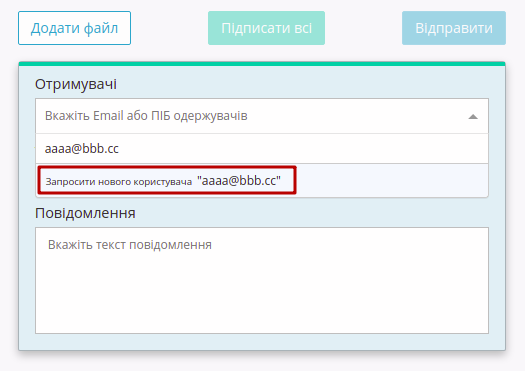 Додати файл Підписати всі Відправити
Отримувачі
Вкажіть Email або ПІБ одержувачів
aaaa@bbb.cc
Запросити нового користувача "aaaa@bbb.cc"
Повідомлення
Вкажіть текст повідомлення